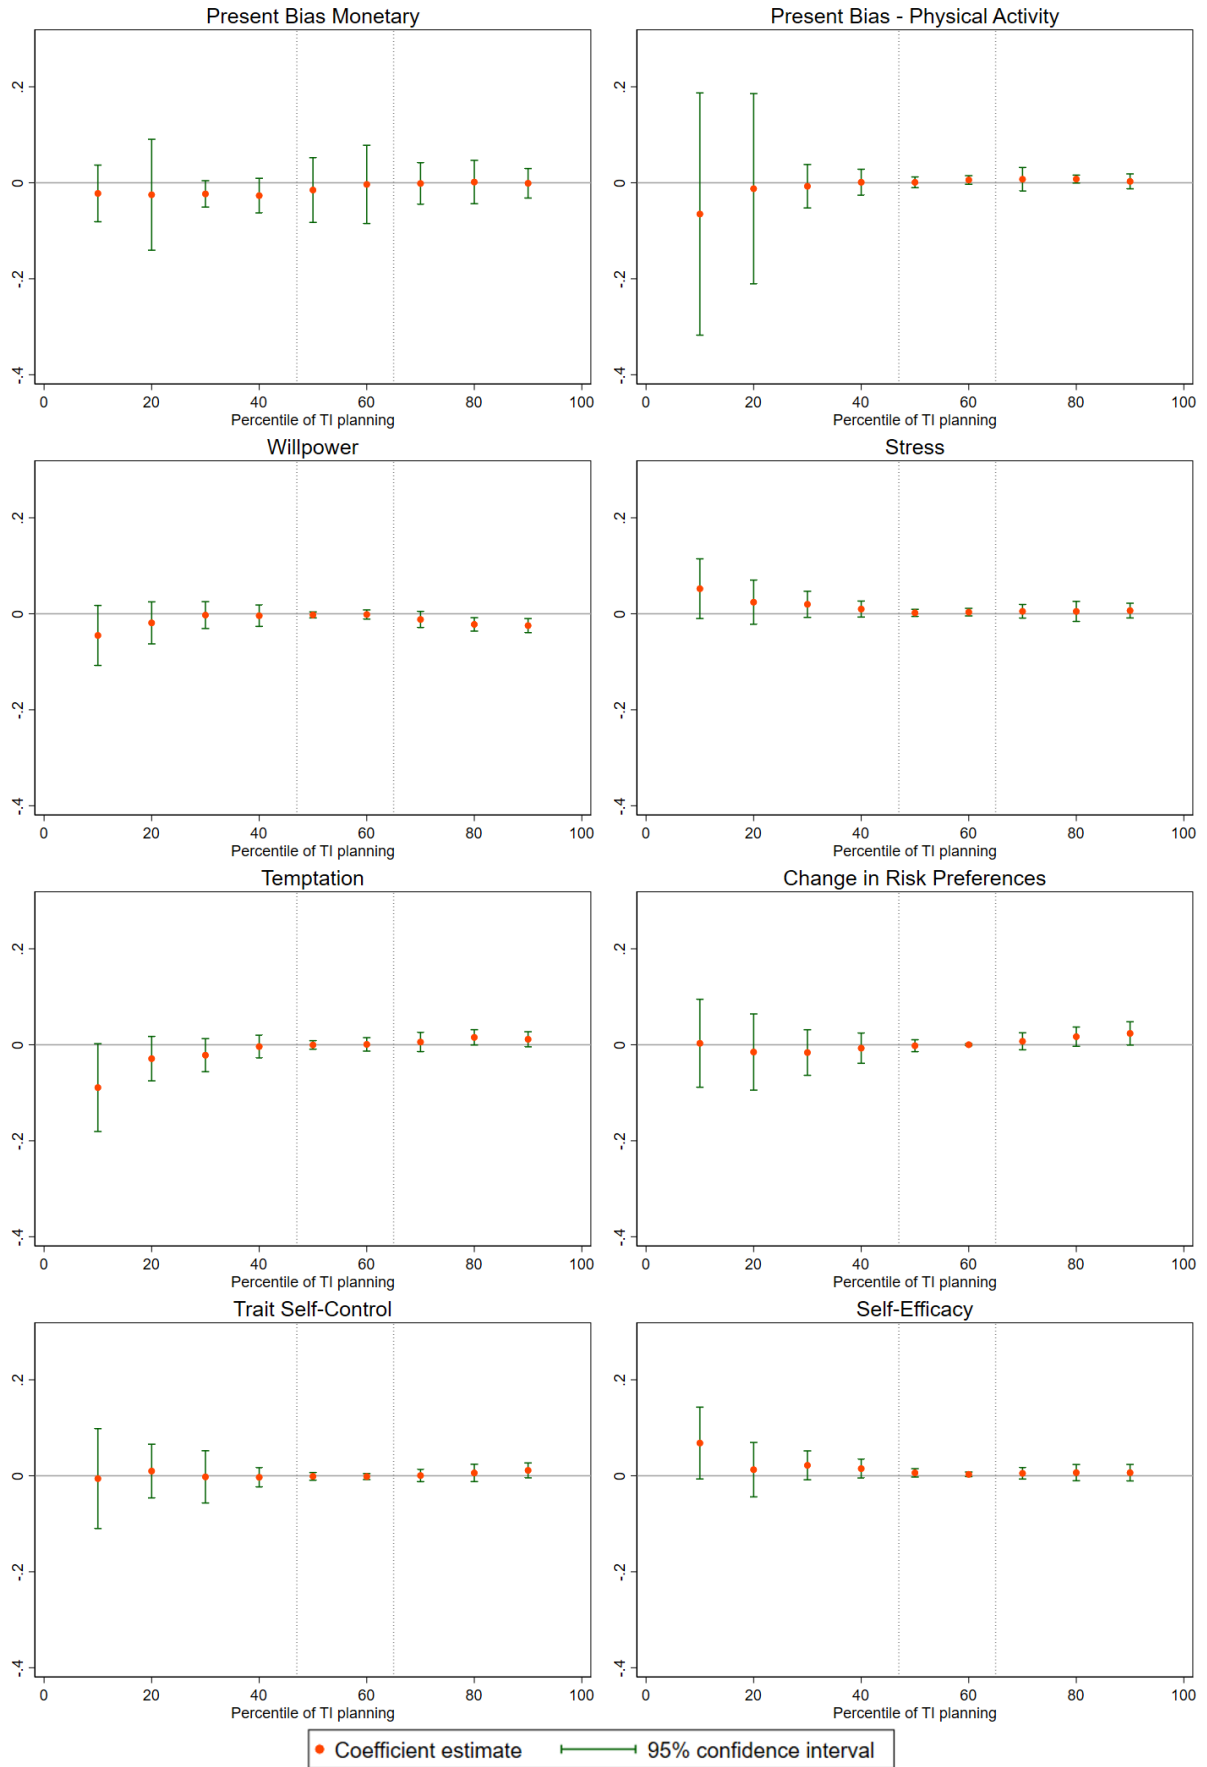 Present Bias Monetary
.2
0
-.2
-.4
0 20 40 60 80 100
Percentile of TI planning
Present Bias - Physical Activity
.2
0
-.2
-.4
0 20 40 60 80 100
Percentile of TI planning
Willpower
.2
0
-.2
-.4
0 20 40 60 80 100
Percentile of TI planning
Stress
.2
0
-.2
-.4
0 20 40 60 80 100
Percentile of TI planning
Temptation
.2
0
-.2
-.4
0 20 40 60 80 100
Percentile of TI planning
Change in Risk Preferences
.2
0
-.2
-.4
0 20 40 60 80 100
Percentile of TI planning
Trait Self-Control
.2
0
-.2
-.4
0 20 40 60 80 100
Percentile of TI planning
Self-Efficacy
.2
0
-.2
-.4
0 20 40 60 80 100
Percentile of TI planning
Coefficient estimate 95% confidence interval